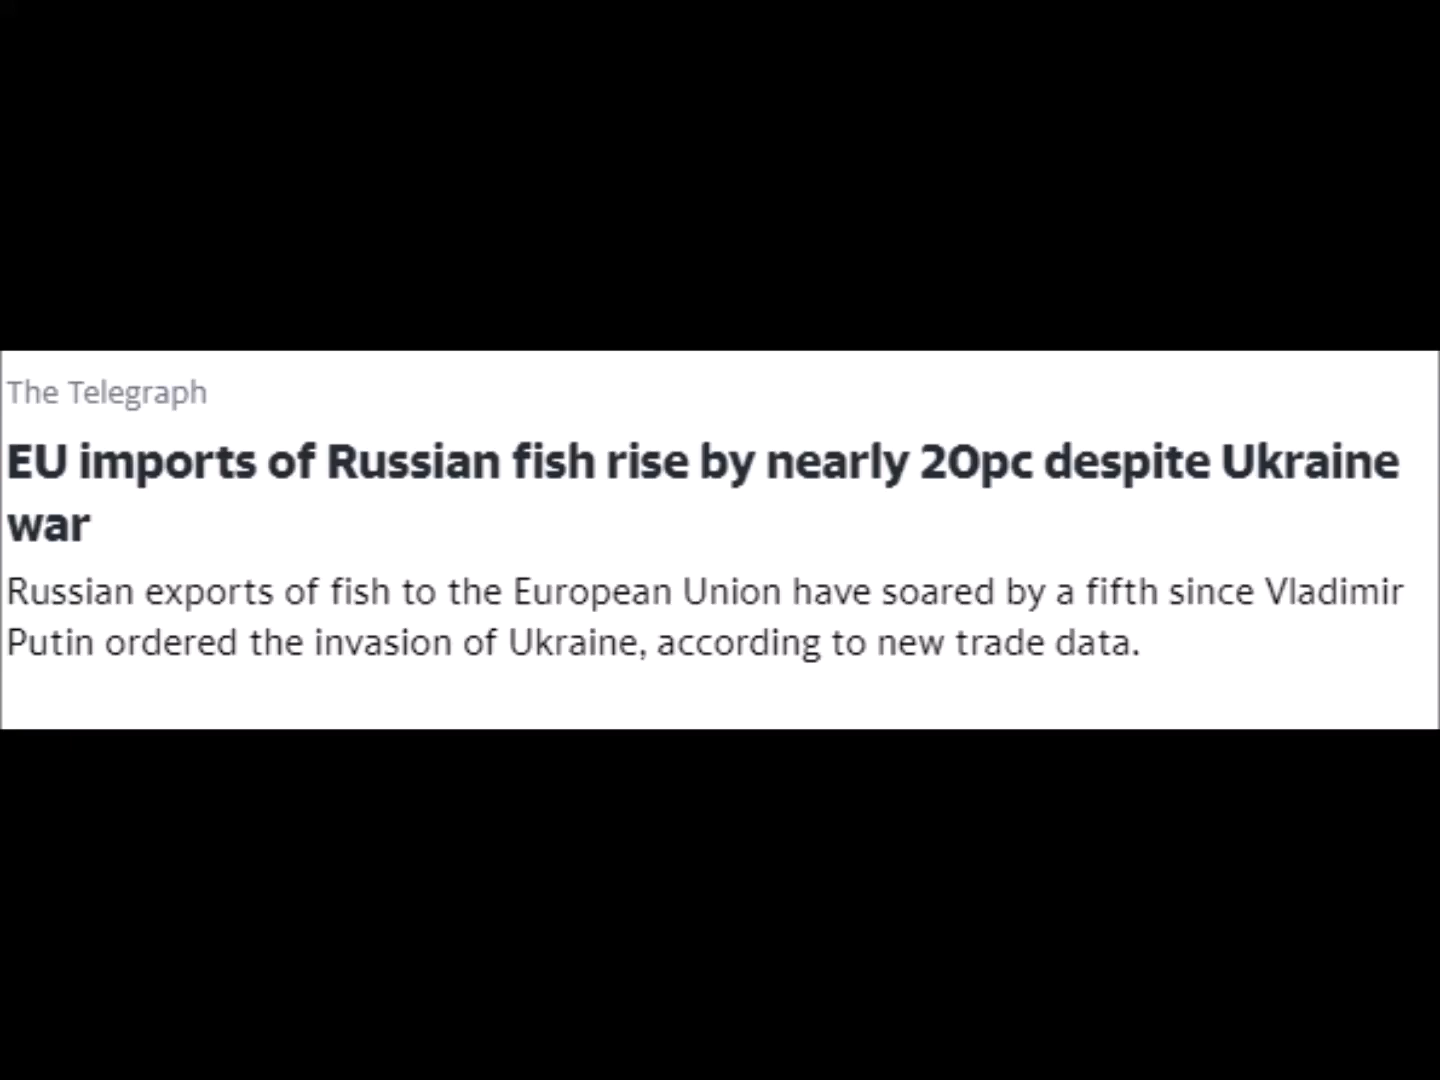 The Telegraph
EU imports of Russian fish rise by nearly 20pc despite Ukraine
war
Russian exports of fish to the European Union have soared by a fifth since Vladimir
Putin ordered the invasion of Ukraine, according to new trade data.